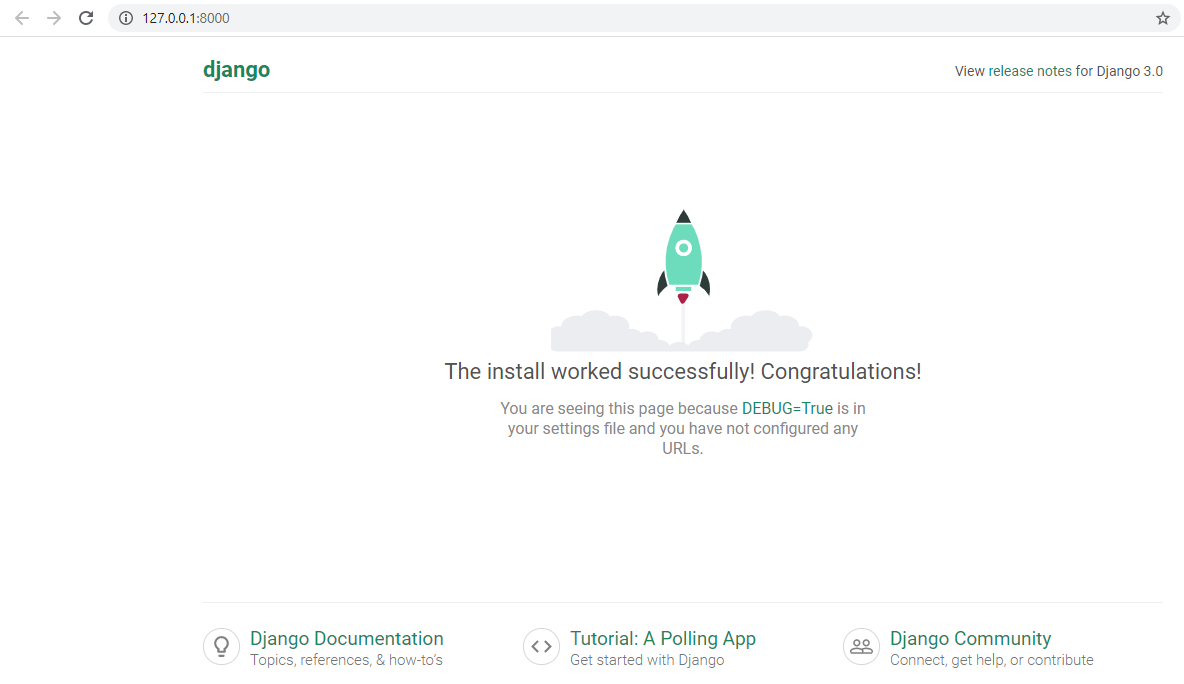 127.0.0.1:8000
django
View release notes for Django 3.0
The install worked successfully! Congratulations!
You are seeing this page because DEBUG=True is in
your settings file and you have not configured any
URLs.
Django Documentation
Topics, references, & how-to's
Tutorial: A Polling App
Get started with Django
Django Community
Connect, get help, or contribute